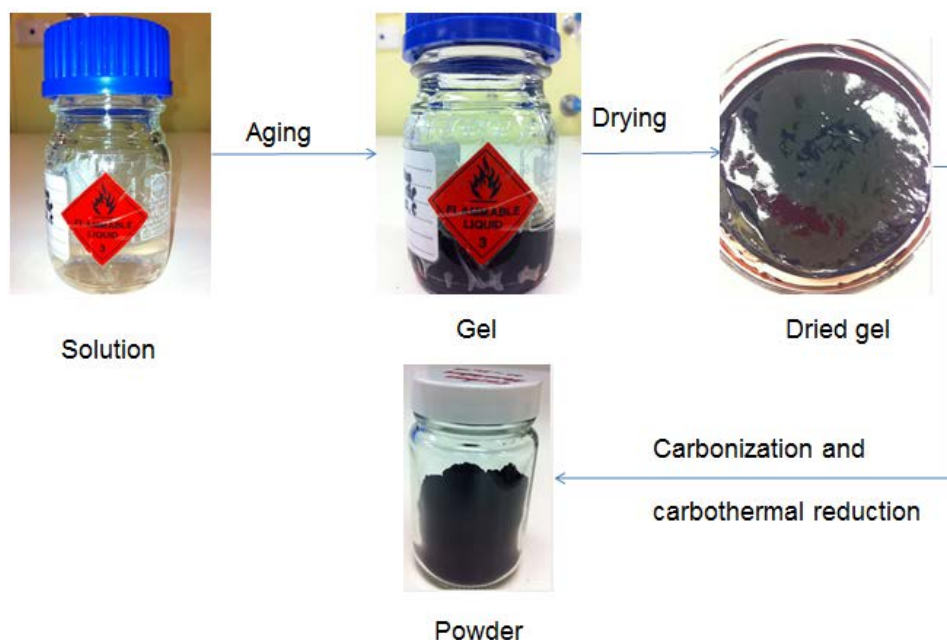 Aging
Drying
FLAMMABLE
LIQUID
3
FLAMMABLE
LIQUID
3
Solution
Gel
Dried gel
Carbonization and
carbothermal reduction
Powder